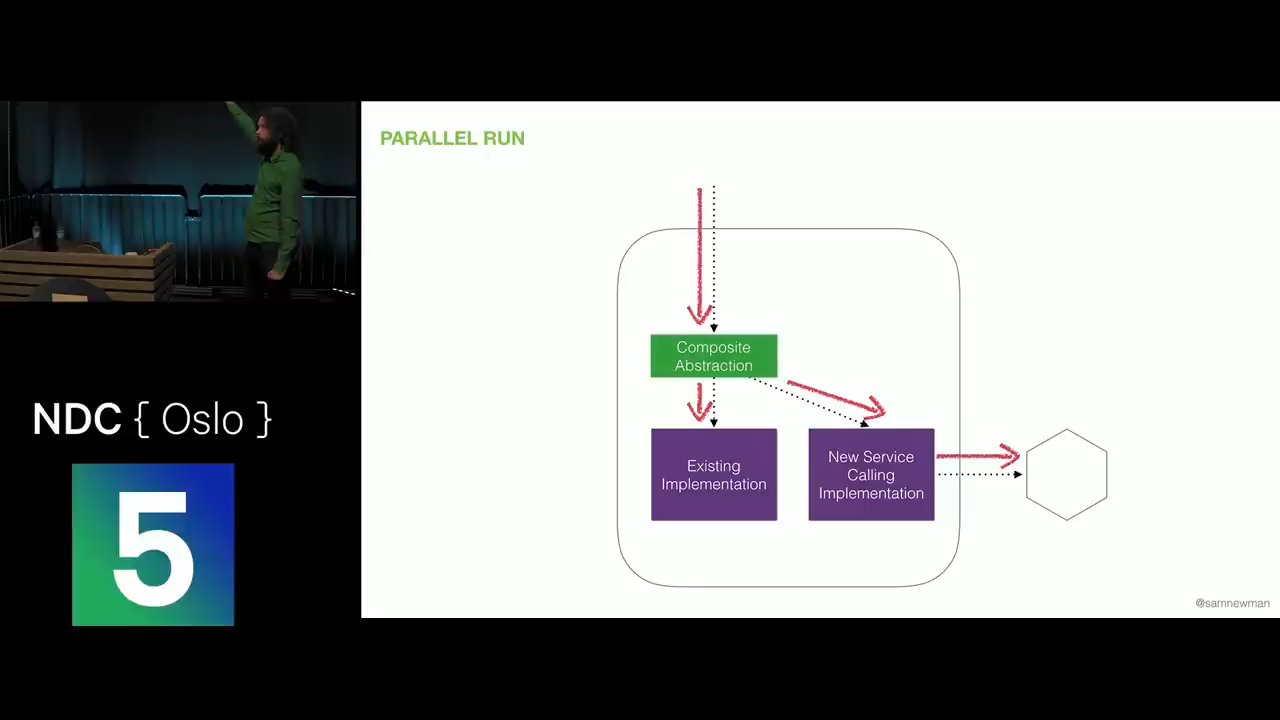 PARALLEL RUN
Composite
Abstraction
Existing
Implementation
New Service
Calling
Implementation
NDC { Oslo }
5
@samnewman